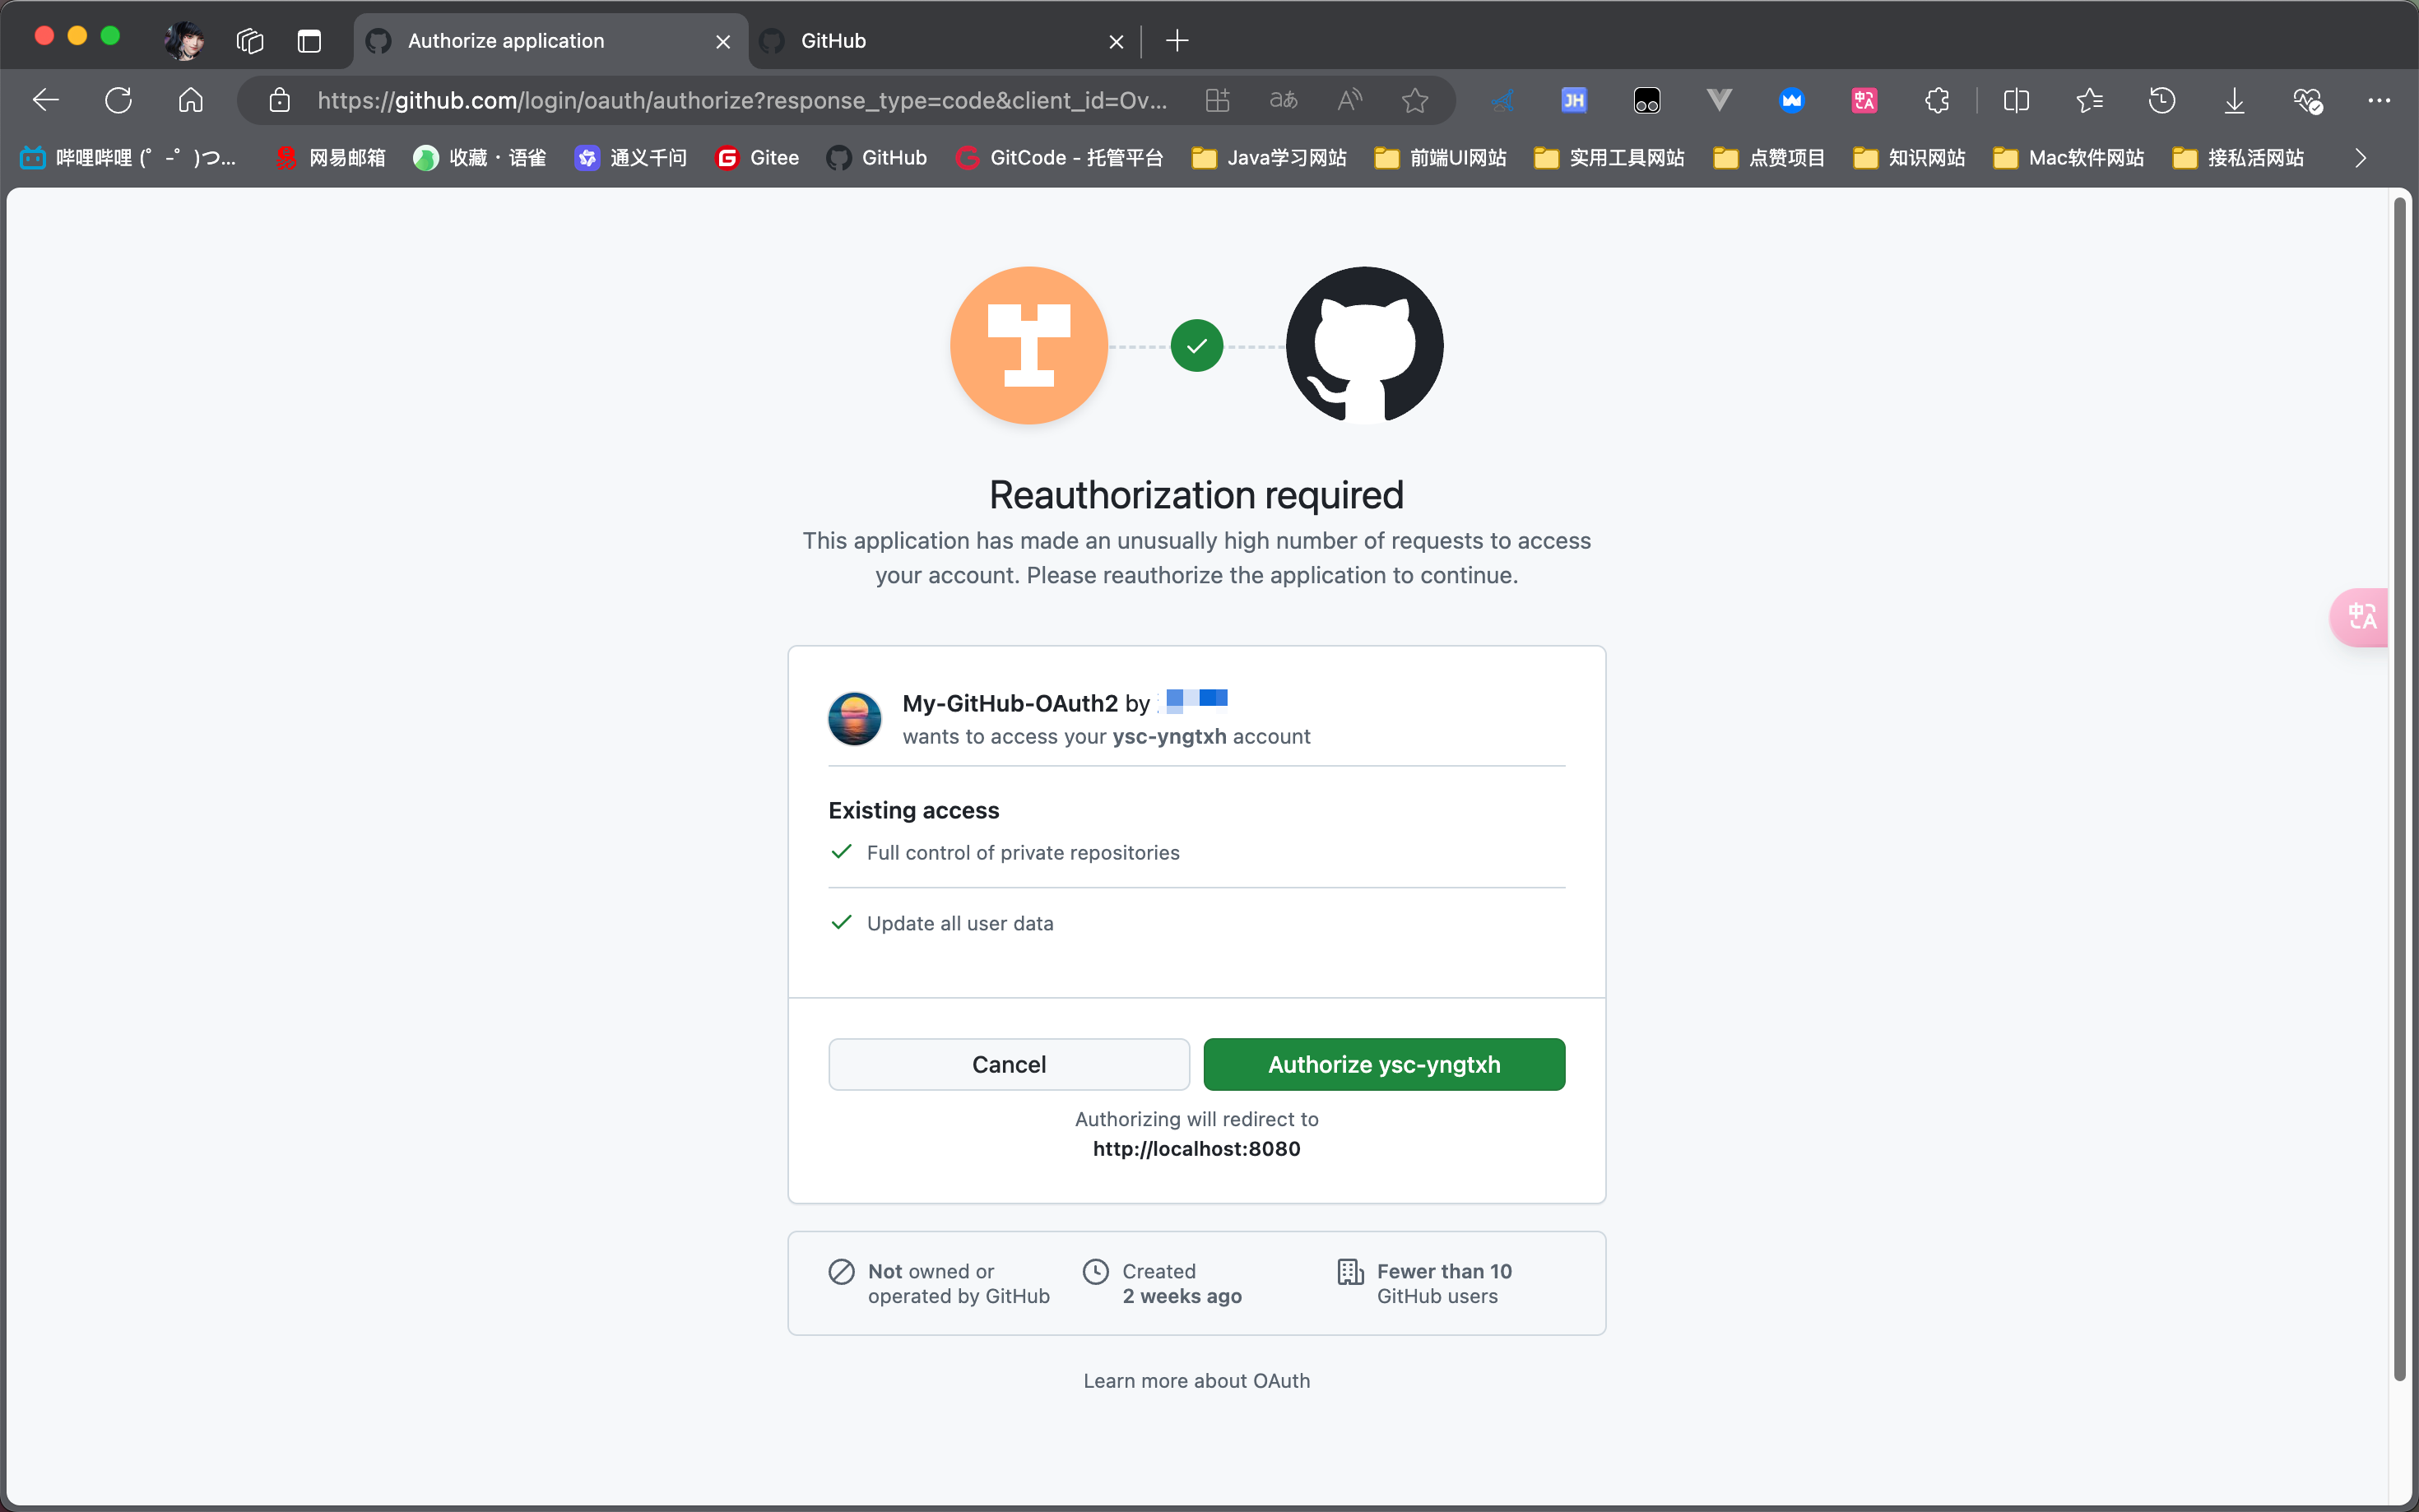 Authorize application
GitHub
https://github.com/login/oauth/authorize?response_type=code&client_id=Ov...
JH
哔哩哔哩 (゜-゜)つ...
网易邮箱
收藏 · 语雀
通义千问
Gitee
GitHub
GitCode - 托管平台
Java学习网站
前端UI网站
实用工具网站
点赞项目
知识网站
Mac软件网站
接私活网站
Reauthorization required
This application has made an unusually high number of requests to access
your account. Please reauthorize the application to continue.
My-GitHub-OAuth2 by
wants to access your ysc-yngtxh account
Existing access
Full control of private repositories
Update all user data
Cancel
Authorize ysc-yngtxh
Authorizing will redirect to
http://localhost:8080
Not owned or
operated by GitHub
Created
2 weeks ago
Fewer than 10
GitHub users
Learn more about OAuth